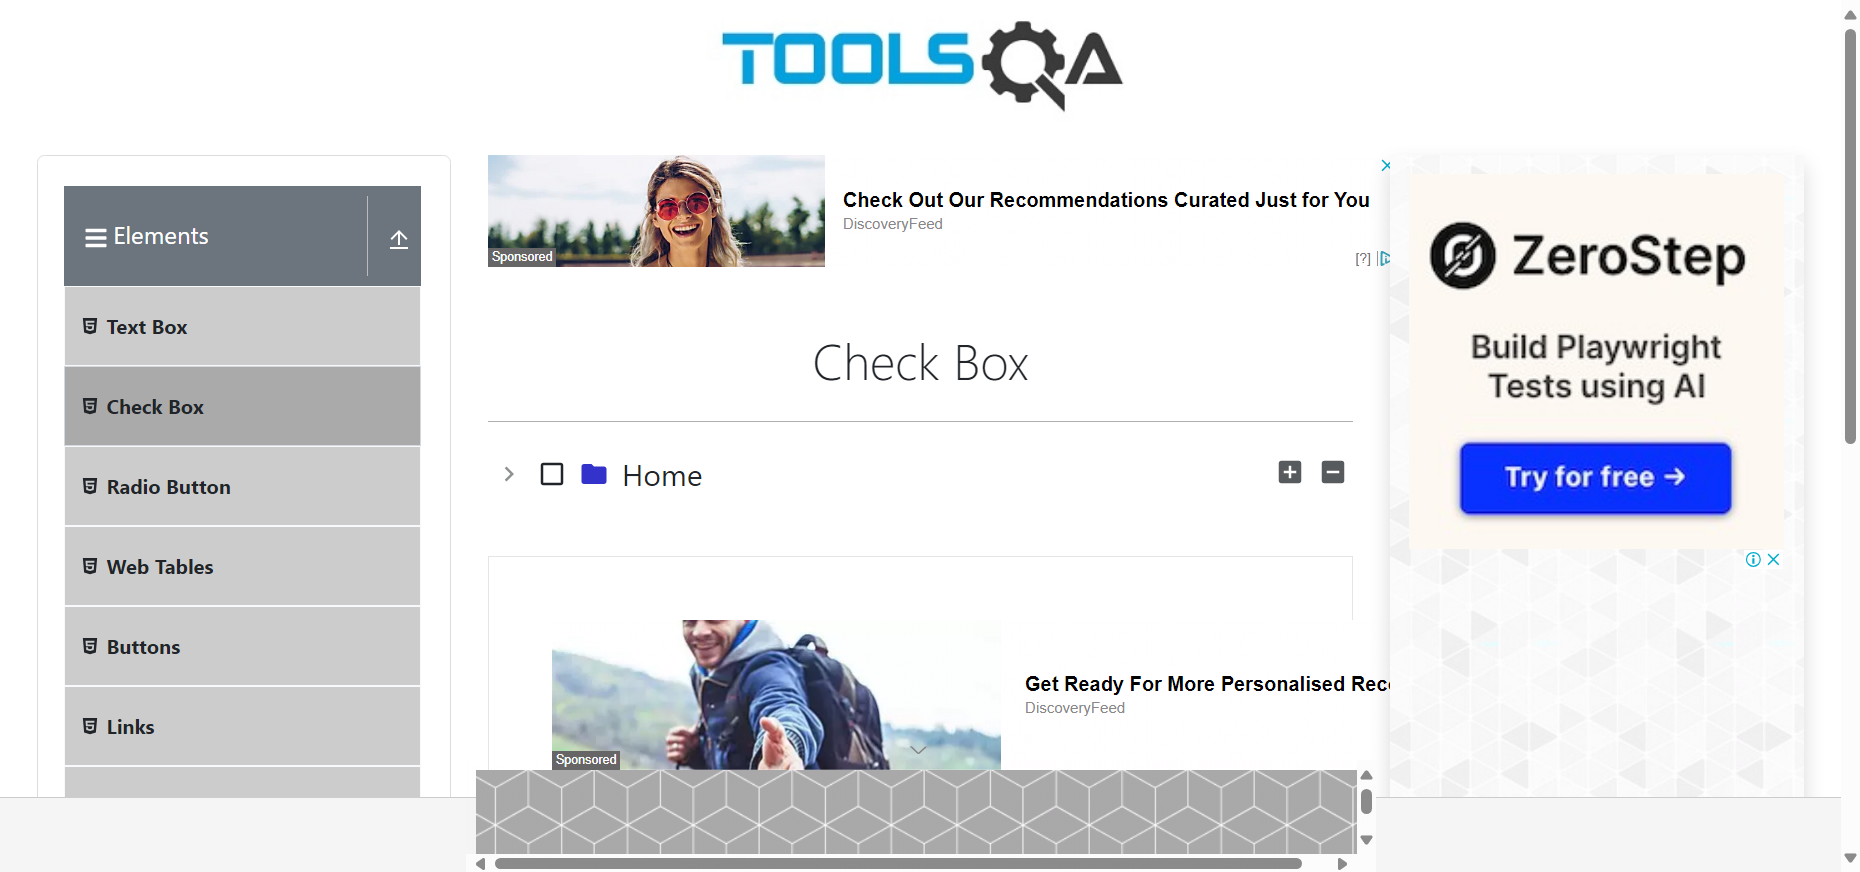 TOOLSQA
Elements
Text Box
Check Box
Radio Button
Web Tables
Buttons
Links
Sponsored
Check Out Our Recommendations Curated Just for You
DiscoveryFeed
[?]
Check Box
Home
Sponsored
Get Ready For More Personalised
DiscoveryFeed
ZeroStep
Build Playwright
Tests using AI
Try for free →